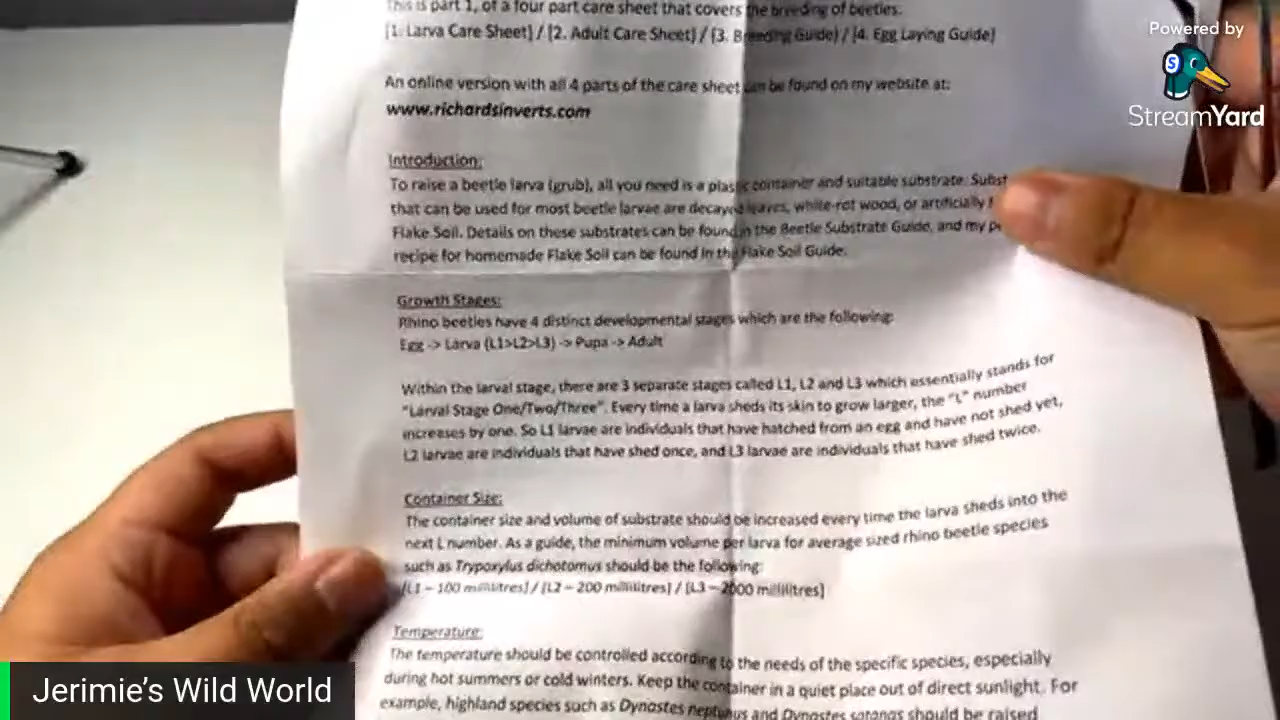 This is part 1, of a four part care sheet that covers the breeding of beetles.
[1. Larva Care Sheet] / [2. Adult Care Sheet] / [3. Breeding Guide] / [4. Egg Laying Guide]
An online version with all 4 parts of the care sheet can be found on my website at:
www.richardsinverts.com
Introduction:
To raise a beetle larva (grub), all you need is a plastic container and suitable substrate. Subst
that can be used for most beetle larvae are decayed leaves, white-rot wood, or artificially
Flake Soil. Details on these substrates can be found in the Beetle Substrate Guide, and my
recipe for homemade Flake Soil can be found in the Flake Soil Guide.
Growth Stages:
Rhino beetles have 4 distinct developmental stages which are the following:
Egg -> Larva (L1>L2>L3) -> Pupa -> Adult
Within the larval stage, there are 3 separate stages called L1, L2 and L3 which essentially stands for
"Larval Stage One/Two/Three". Every time a larva sheds its skin to grow larger, the "L" number
increases by one. So L1 larvae are individuals that have hatched from an egg and have not shed yet,
L2 larvae are individuals that have shed once, and L3 larvae are individuals that have shed twice.
Container Size:
The container size and volume of substrate should be increased every time the larva sheds into the
next L number. As a guide, the minimum volume per larva for average sized rhino beetle species
such as Trypoxylus dichotomus should be the following:
[L1 – 100 millilitres] / [L2 – 200 millilitres] / [L3 – 2000 millilitres]
Temperature:
The temperature should be controlled according to the needs of the specific species, especially
during hot summers or cold winters. Keep the container in a quiet place out of direct sunlight. For
example, highland species such as Dynastes neptunus and Dynastes satanas should be raised
Powered by
StreamYard
Jerimie's Wild World